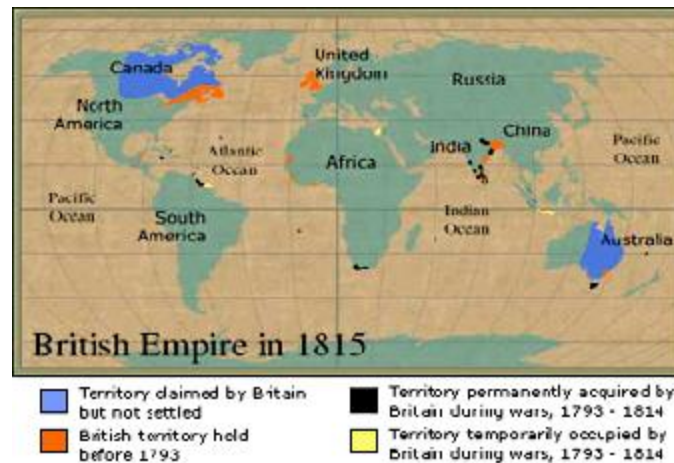 Canada
United
Kingdom
Russia
North
America
China
Atlantic
Ocean
India
Pacific
Ocean
Africa
Pacific
Ocean
South
America
Indian
Ocean
Australia
British Empire in 1815
Territory claimed by Britain
but not settled
Territory permanently acquired by
Britain during wars, 1793 - 1814
British territory held
before 1793
Territory temporarily occupied by
Britain during wars, 1793 - 1814